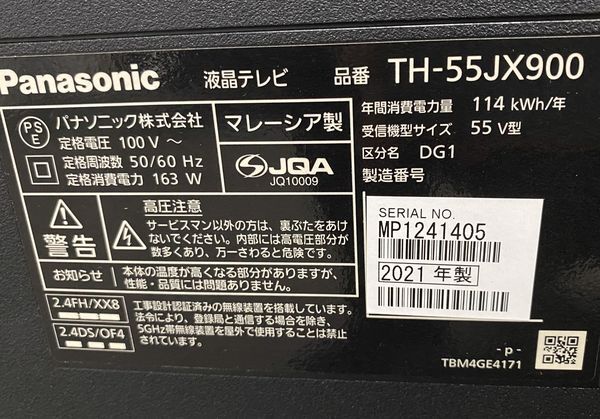 Panasonic 液晶テレビ 品番 TH-55JX900
PS E
パナソニック株式会社
定格電圧 100 V ～
定格周波数 50/60 Hz
定格消費電力 163 W
マレーシア製
JQA
JQ10009
年間消費電力量 114 kWh/年
受信機型サイズ 55 V型
区分名 DG1
製造番号
SERIAL NO.
MP1241405
2021 年製
警告
高圧注意
サービスマン以外の方は、裏ぶたをあけ
ないでください。内部には高電圧部分が
数多くあり、万一さわると危険です。
お知らせ
本体の温度が高くなる部分がありますが、
性能・品質には問題ありません。
2.4FH/XX8
2.4DS/OF4
工事設計認証済みの無線装置を搭載しています。
法令により、登録局と通信する場合を除き、
5GHz帯無線装置を屋外で使用することは禁止
されています。
- p -
TBM4GE4171